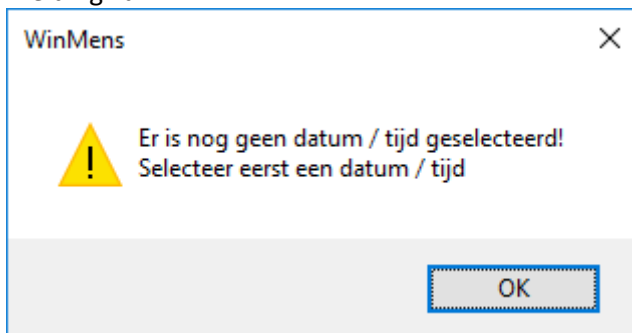 WinMens
Er is nog geen datum / tijd geselecteerd!
Selecteer eerst een datum / tijd
OK